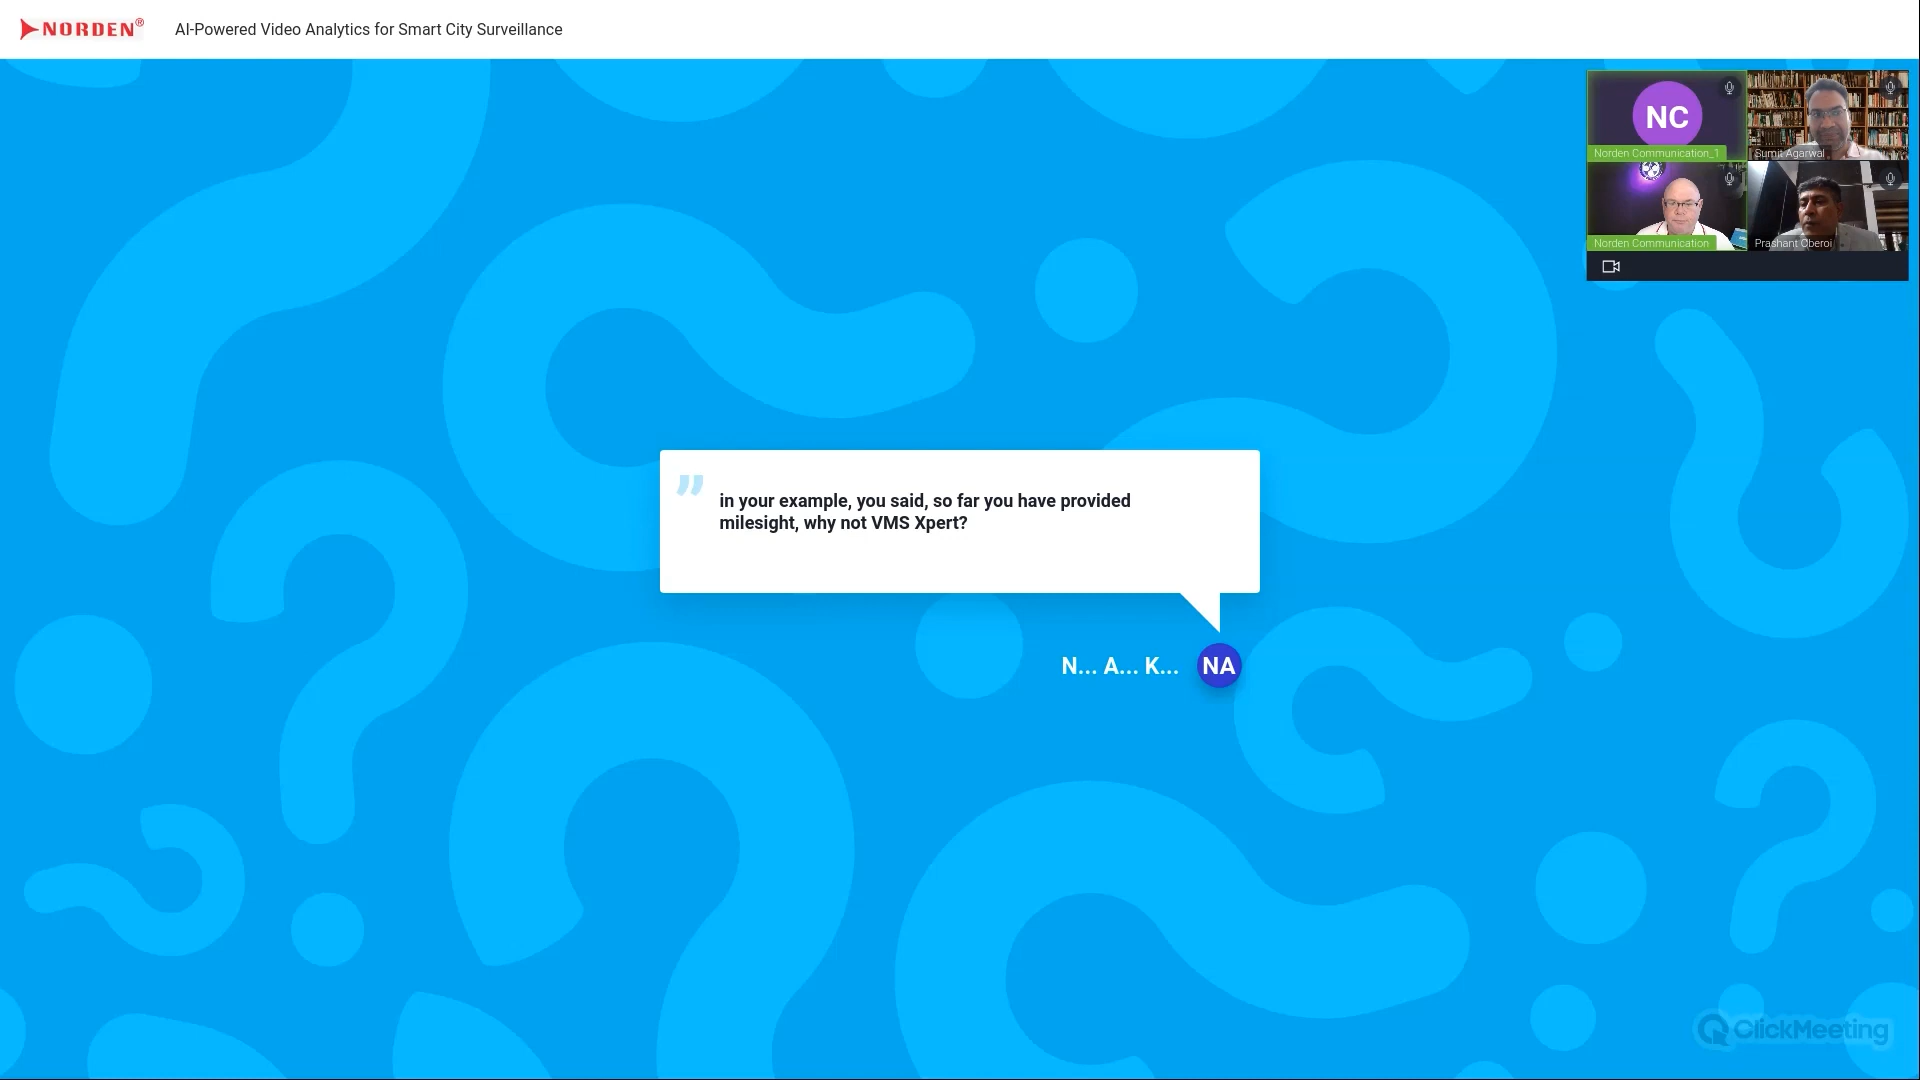 NORDEN®
AI-Powered Video Analytics for Smart City Surveillance
NC
Norden Communication_1
Sumit Agarwal
Norden Communication
Prashant Oberoi
in your example, you said, so far you have provided
milesight, why not VMS Xpert?
N... A... K...
NA
ClickMeeting